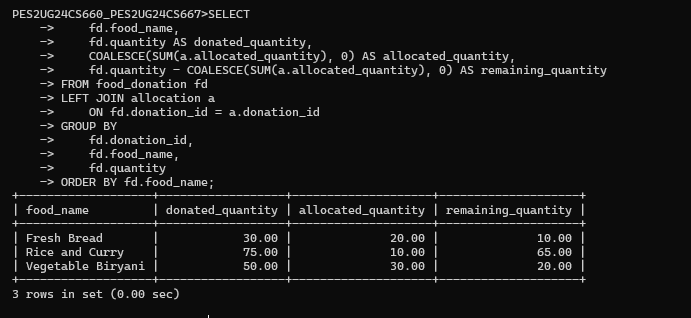 PES2UG24CS660_PES2UG24CS667>SELECT
    ->     fd.food_name,
    ->     fd.quantity AS donated_quantity,
    ->     COALESCE(SUM(a.allocated_quantity), 0) AS allocated_quantity,
    ->     fd.quantity - COALESCE(SUM(a.allocated_quantity), 0) AS remaining_quantity
    -> FROM food_donation fd
    -> LEFT JOIN allocation a
    ->     ON fd.donation_id = a.donation_id
    -> GROUP BY
    ->     fd.donation_id,
    ->     fd.food_name,
    ->     fd.quantity
    -> ORDER BY fd.food_name;
+-------------------+------------------+--------------------+--------------------+
| food_name         | donated_quantity | allocated_quantity | remaining_quantity |
+-------------------+------------------+--------------------+--------------------+
| Fresh Bread       |            30.00 |              20.00 |              10.00 |
| Rice and Curry    |            75.00 |              10.00 |              65.00 |
| Vegetable Biryani |            50.00 |              30.00 |              20.00 |
+-------------------+------------------+--------------------+--------------------+
3 rows in set (0.00 sec)